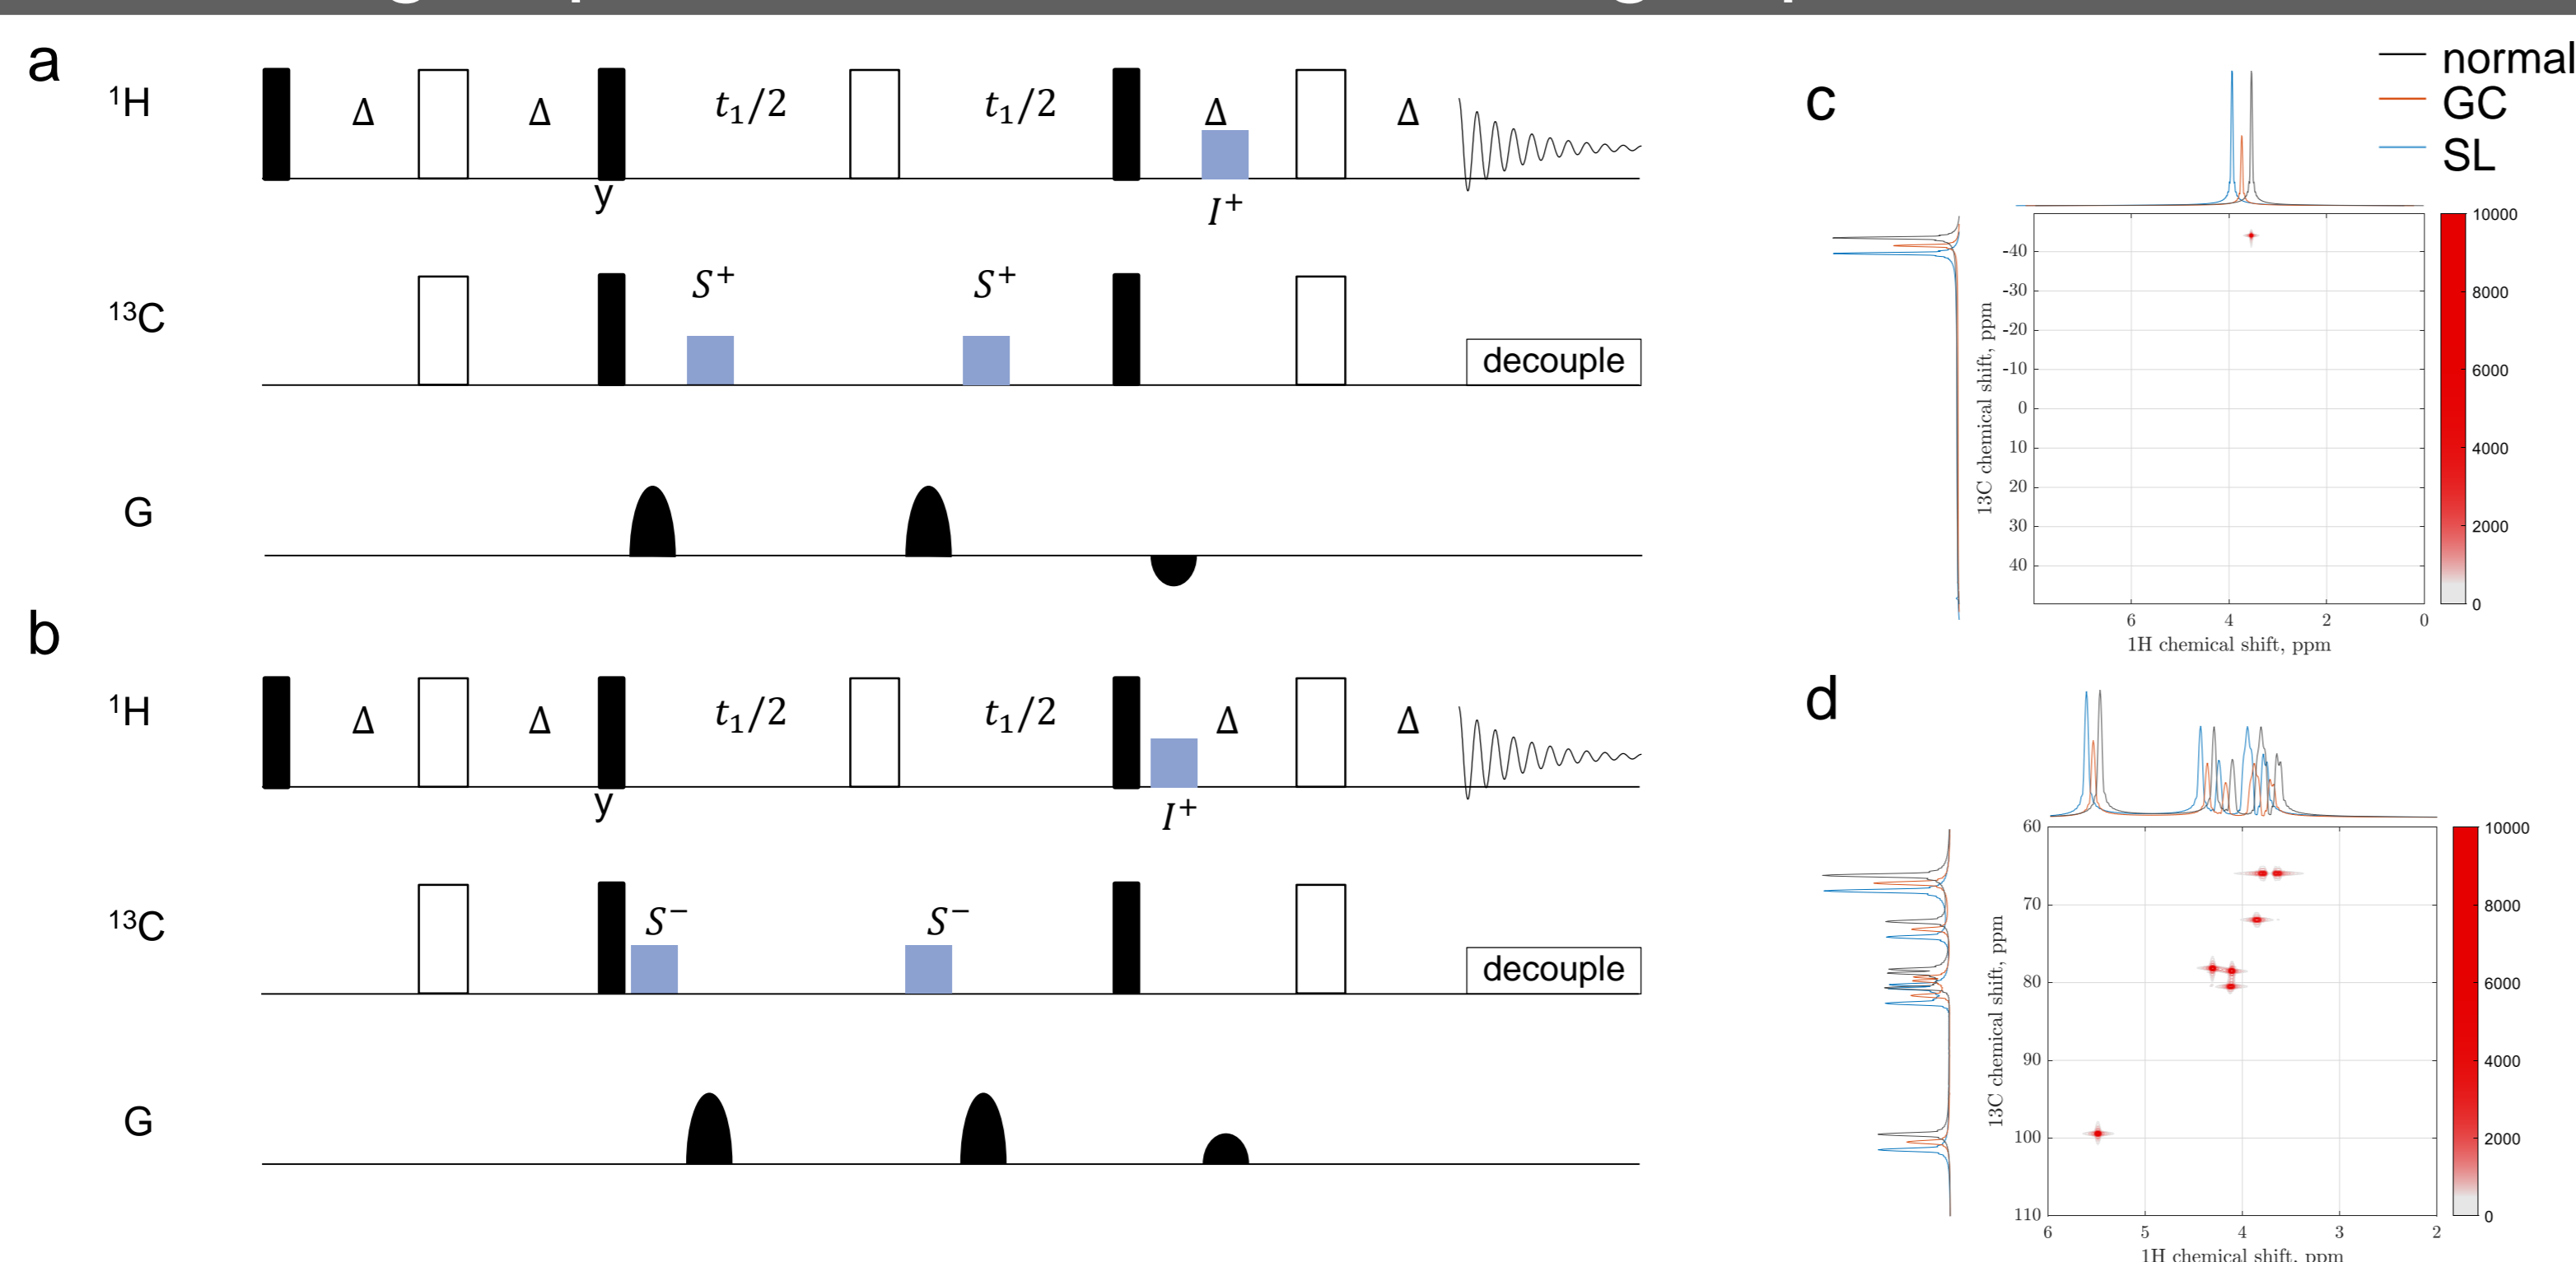 a
¹H
Δ
Δ
t₁/2
t₁/2
Δ
Δ
y
I⁺
¹³C
S⁺
S⁺
decouple
G
b
¹H
Δ
Δ
t₁/2
t₁/2
Δ
Δ
y
I⁺
¹³C
S⁻
S⁻
decouple
G
c
normal
GC
SL
-40
-30
-20
-10
0
10
20
30
40
13C chemical shift, ppm
6
4
2
0
1H chemical shift, ppm
10000
8000
6000
4000
2000
0
d
60
70
80
90
100
110
13C chemical shift, ppm
6
5
4
3
2
1H chemical shift, ppm
10000
8000
6000
4000
2000
0